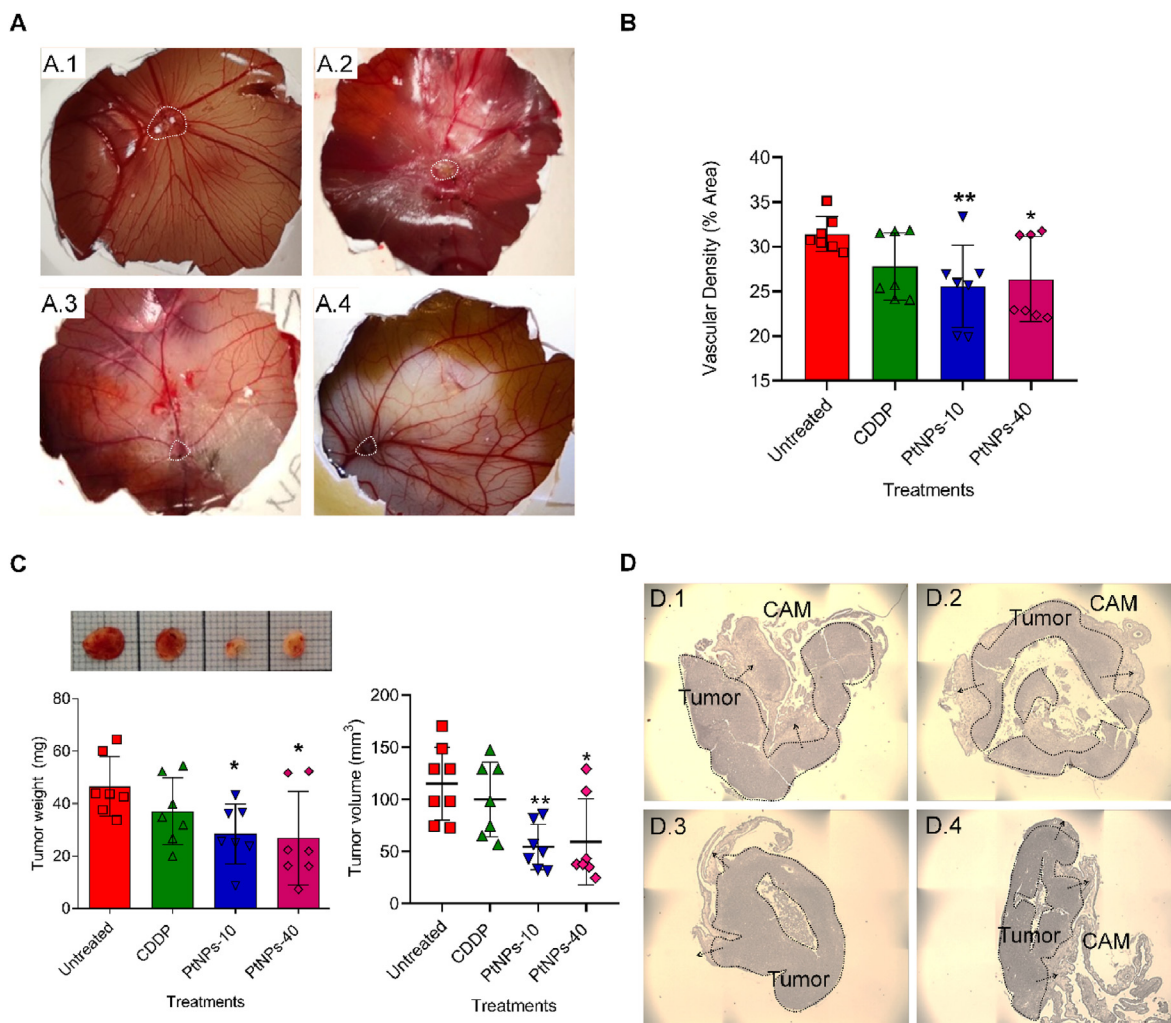 A
A.1
A.2
A.3
A.4
B
Vascular Density (% Area)
40
35
30
25
20
15
**
*
Untreated
CDDP
PtNPs-10
PtNPs-40
Treatments
C
Tumor weight (mg)
80
60
40
20
0
*
*
Untreated
CDDP
PtNPs-10
PtNPs-40
Treatments
Tumor volume (mm³)
200
150
100
50
0
**
*
Untreated
CDDP
PtNPs-10
PtNPs-40
Treatments
D
D.1
CAM
Tumor
D.2
Tumor
CAM
D.3
Tumor
D.4
Tumor
CAM